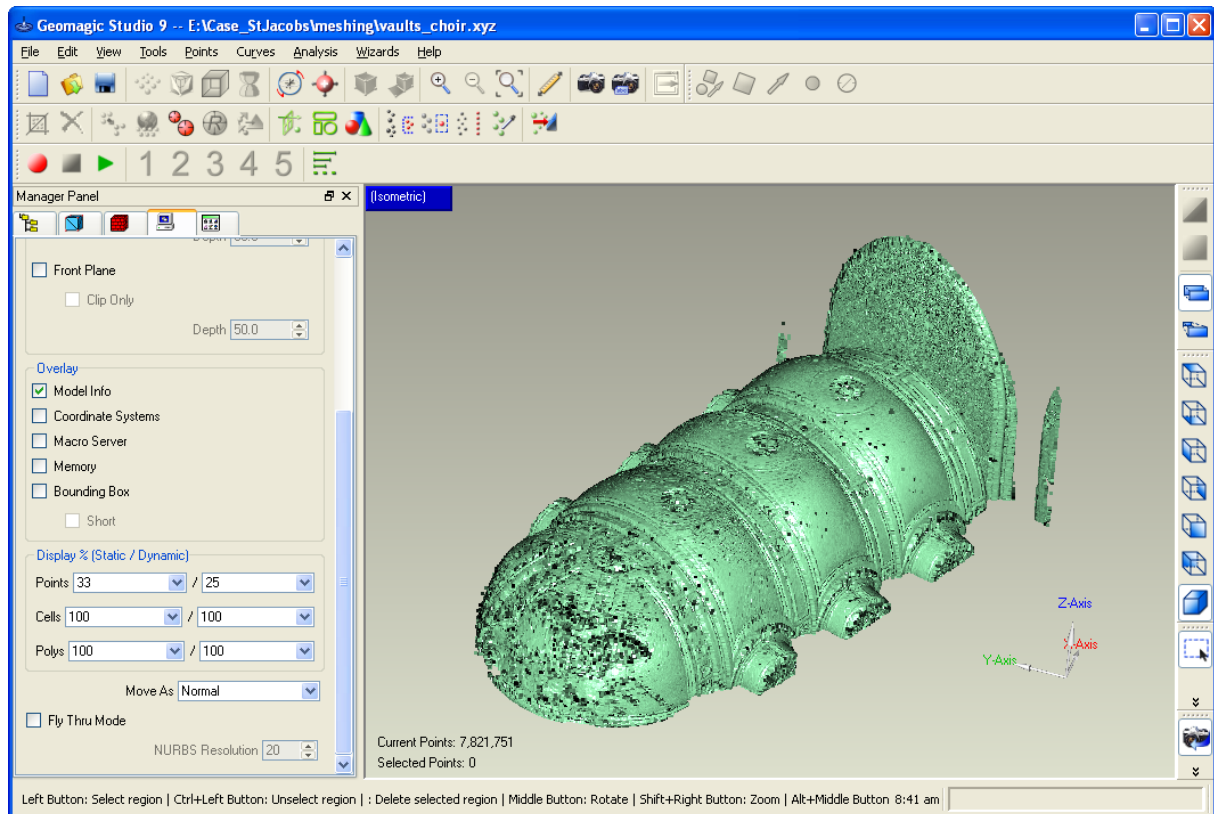 Geomagic Studio 9 -- E:\Case_StJacobs\meshing\vaults_choir.xyz
File Edit View Tools Points Curves Analysis Wizards Help
1 2 3 4 5
Manager Panel
(Isometric)
Front Plane
Clip Only
Depth 50.0
Overlay
Model Info
Coordinate Systems
Macro Server
Memory
Bounding Box
Short
Display % (Static / Dynamic)
Points 33 / 25
Cells 100 / 100
Polys 100 / 100
Move As Normal
Fly Thru Mode
NURBS Resolution 20
Z-Axis
X-Axis
Y-Axis
Current Points: 7,821,751
Selected Points: 0
Left Button: Select region | Ctrl+Left Button: Unselect region | : Delete selected region | Middle Button: Rotate | Shift+Right Button: Zoom | Alt+Middle Button 8:41 am